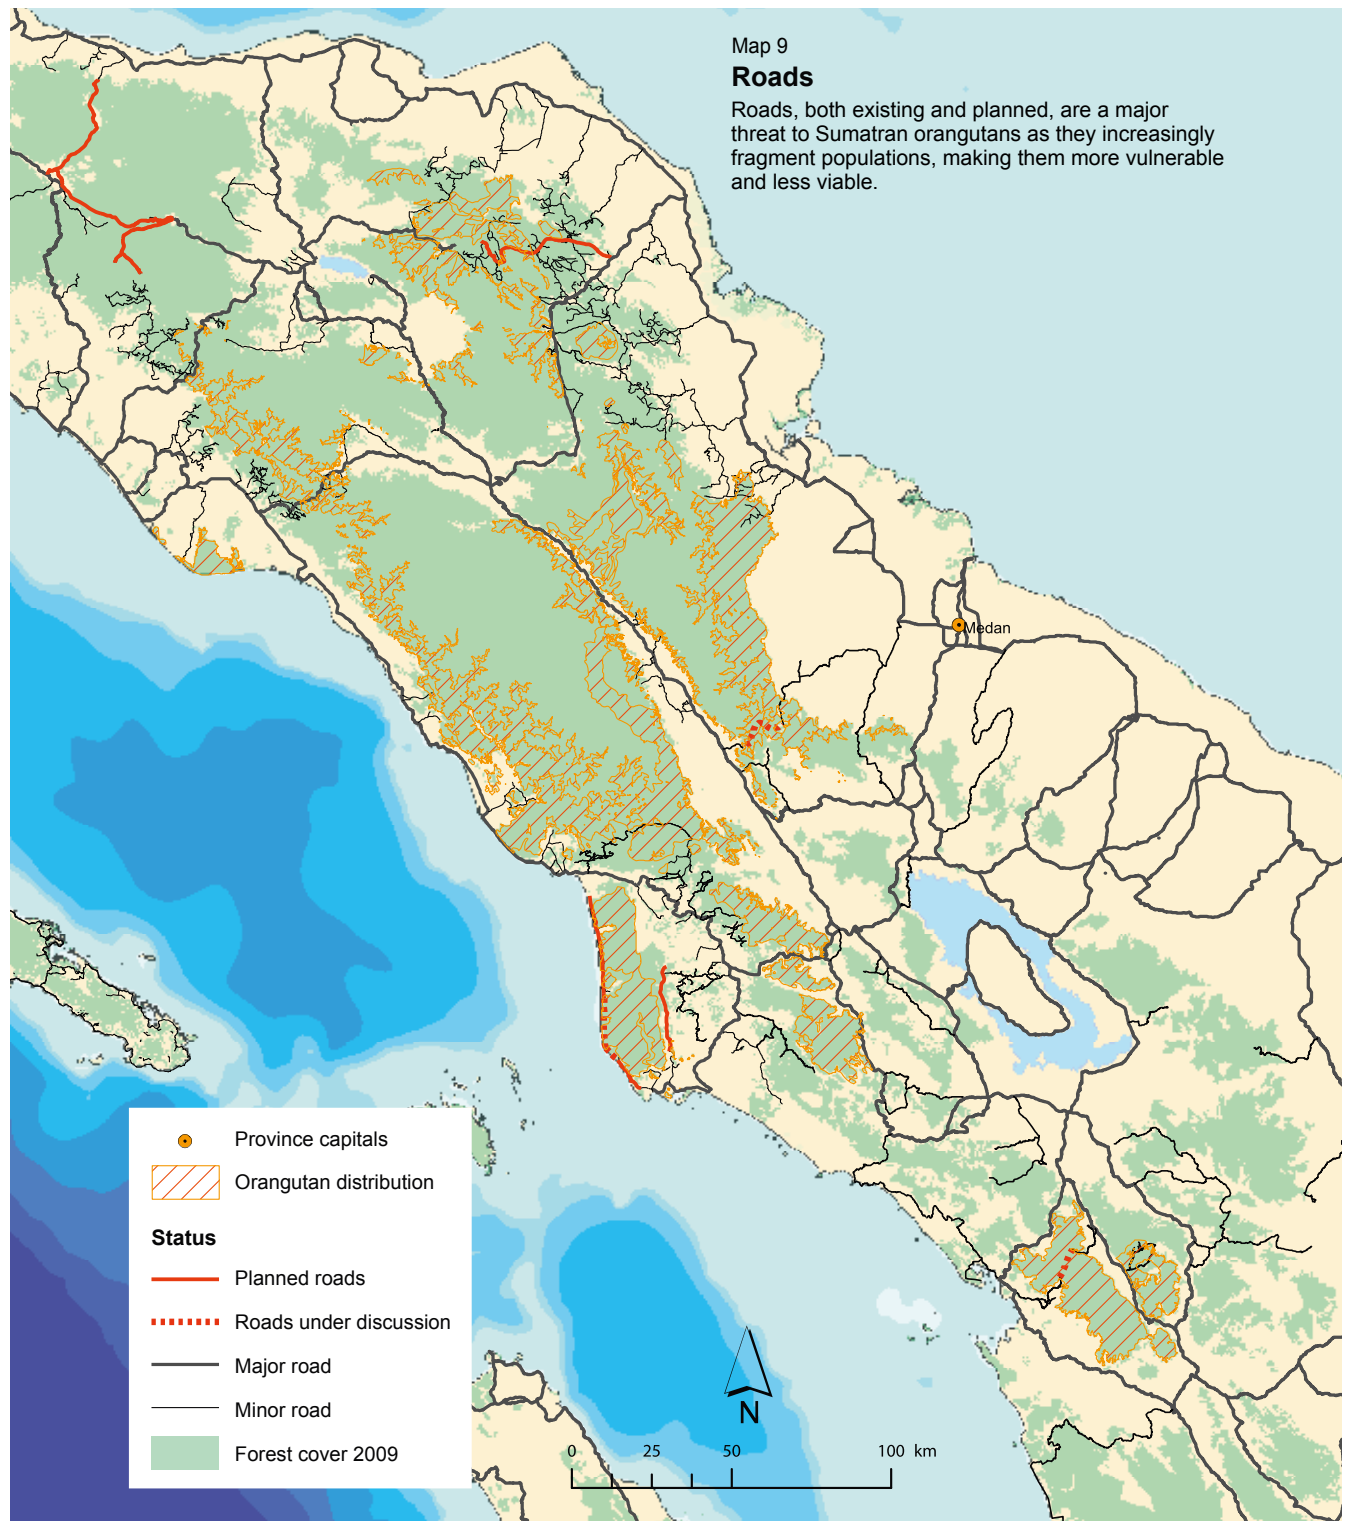 Map 9
Roads
Roads, both existing and planned, are a major
threat to Sumatran orangutans as they increasingly
fragment populations, making them more vulnerable
and less viable.
Medan
Province capitals
Orangutan distribution
Status
Planned roads
Roads under discussion
Major road
Minor road
Forest cover 2009
N
0 25 50 100 km